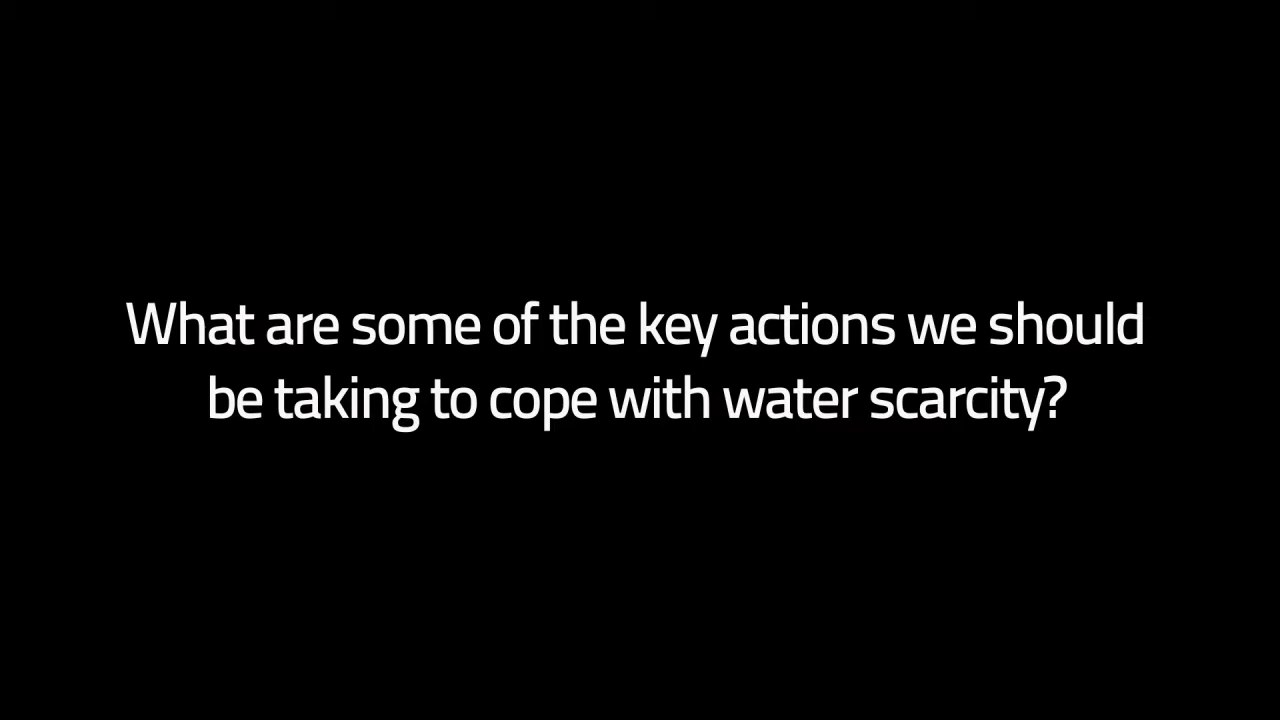 What are some of the key actions we should
be taking to cope with water scarcity?